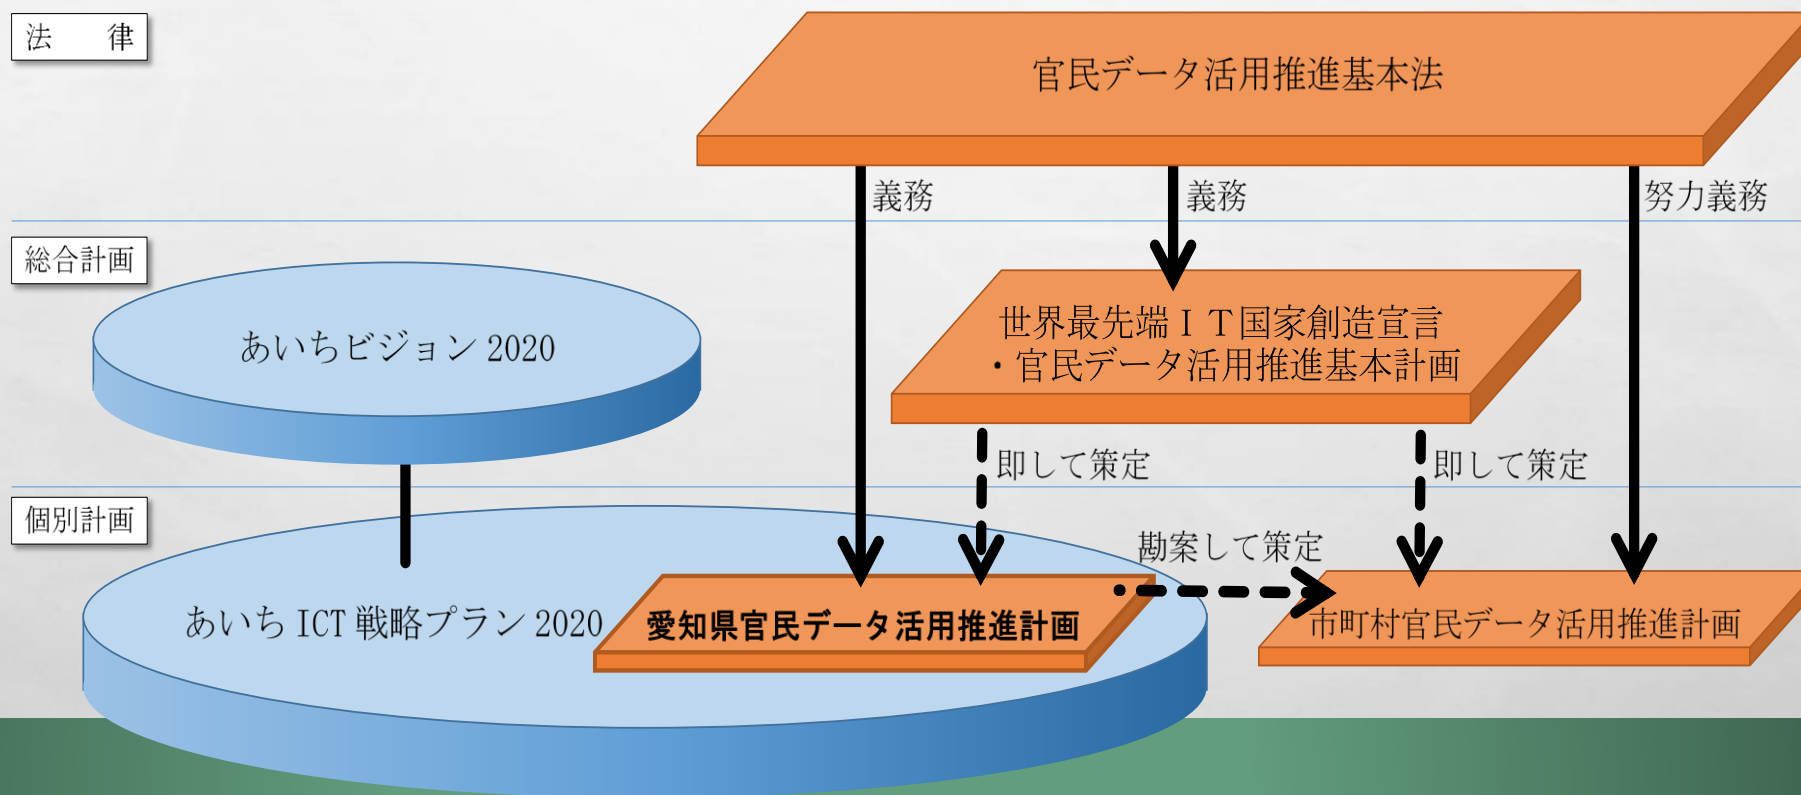 法　　律
官民データ活用推進基本法
義務
義務
努力義務
総合計画
あいちビジョン 2020
世界最先端ＩＴ国家創造宣言
・官民データ活用推進基本計画
即して策定
即して策定
個別計画
勘案して策定
あいち ICT 戦略プラン 2020
愛知県官民データ活用推進計画
市町村官民データ活用推進計画